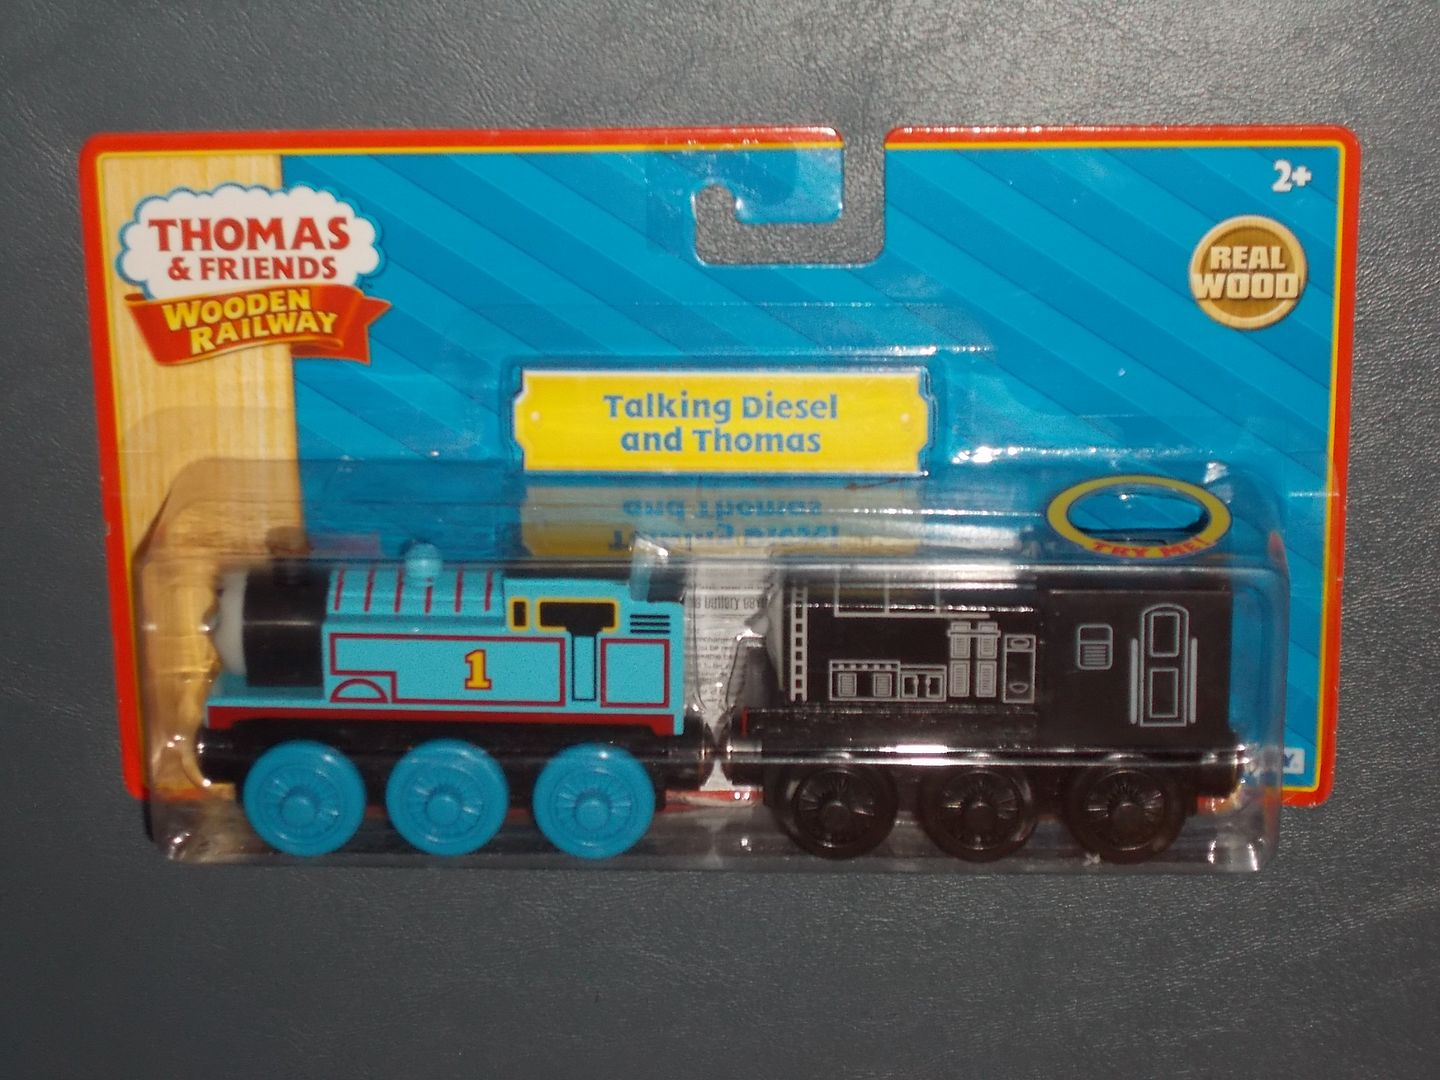 2+
THOMAS
& FRIENDS
WOODEN
RAILWAY
REAL
WOOD
Talking Diesel
and Thomas
TRY ME!
1